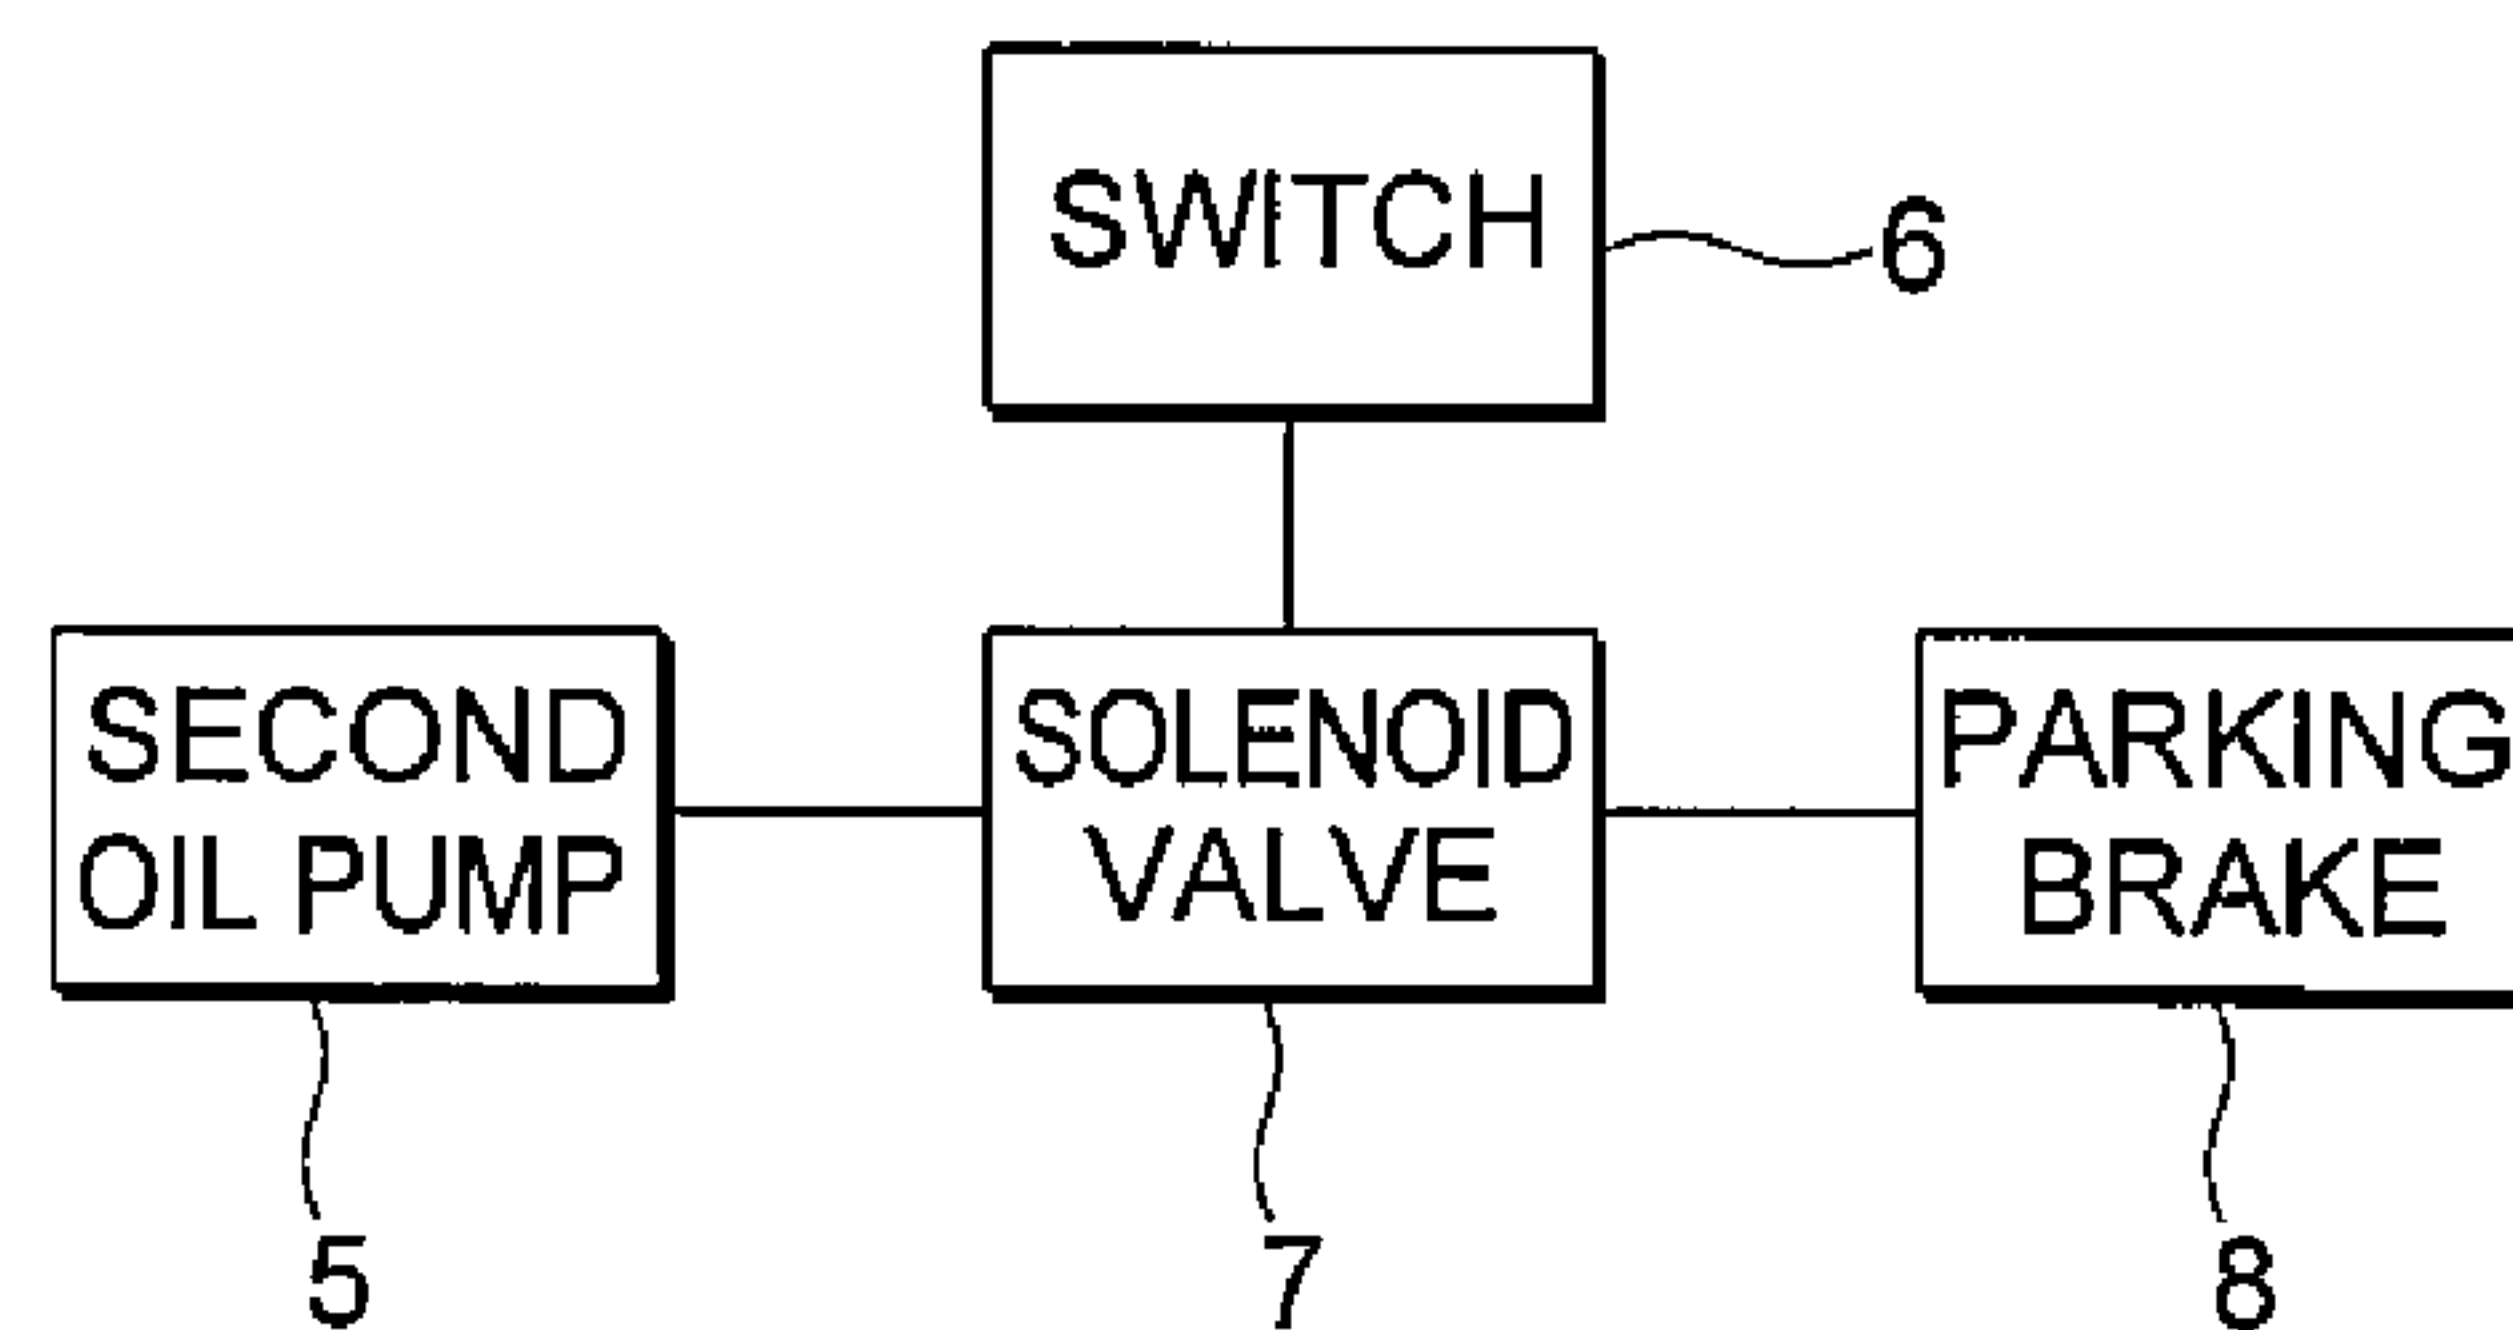 SWITCH
6
SECOND
OIL PUMP
SOLENOID
VALVE
PARKING
BRAKE
5
7
8